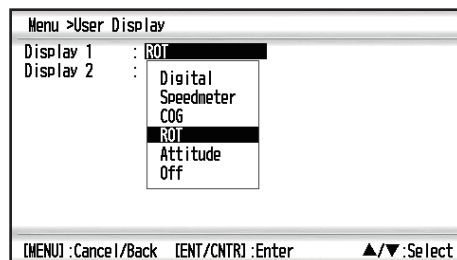 Menu >User Display
Display 1 : ROT
Display 2 :
Digital
Speedmeter
COG
ROT
Attitude
Off
[MENU] :Cancel/Back [ENT/CNTR] :Enter ▲/▼:Select